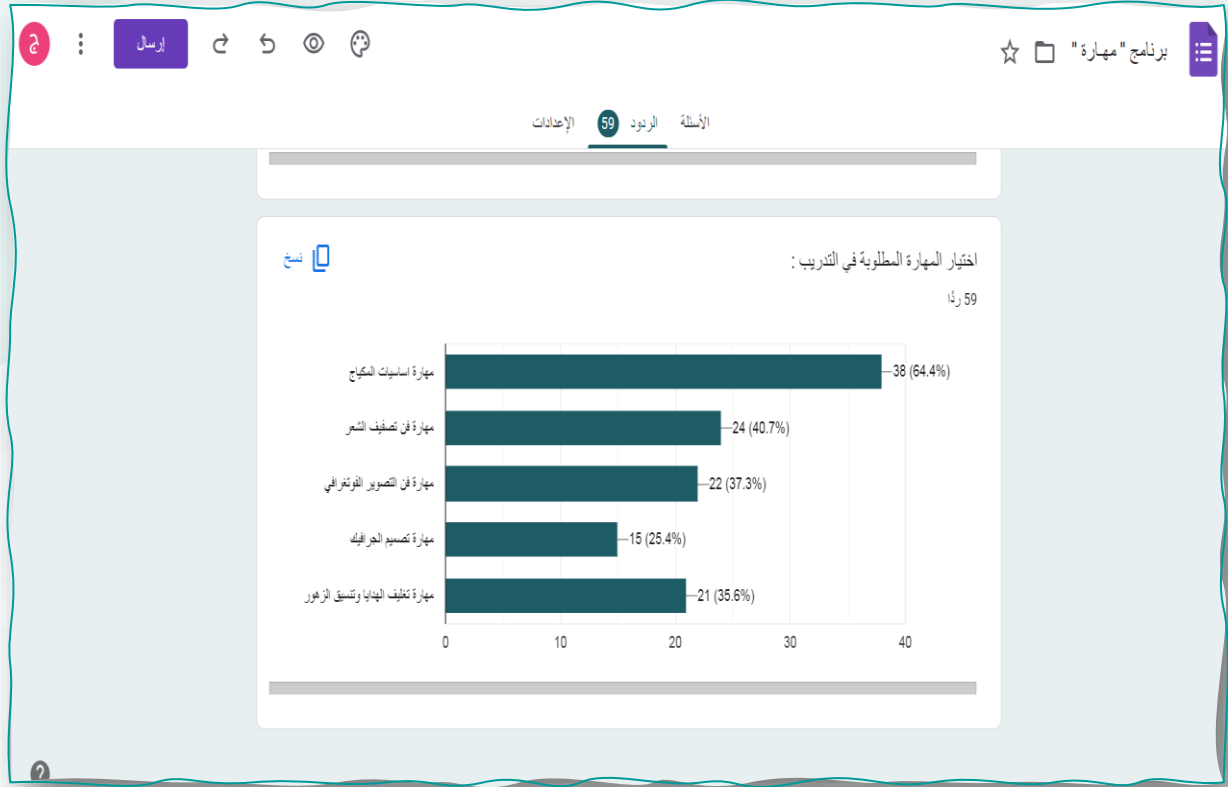 برنامج " مهارة "
إرسال
ج
الأسئلة الردود 59 الإعدادات
اختيار المهارة المطلوبة في التدريب :
نسخ
59 ردًا
مهارة اساسيات المكياج 38 (64.4%)
مهارة فن تصفيف الشعر 24 (40.7%)
مهارة فن التصوير الفوتغرافي 22 (37.3%)
مهارة تصميم الجرافيك 15 (25.4%)
مهارة تغليف الهدايا وتنسيق الزهور 21 (35.6%)
0 10 20 30 40